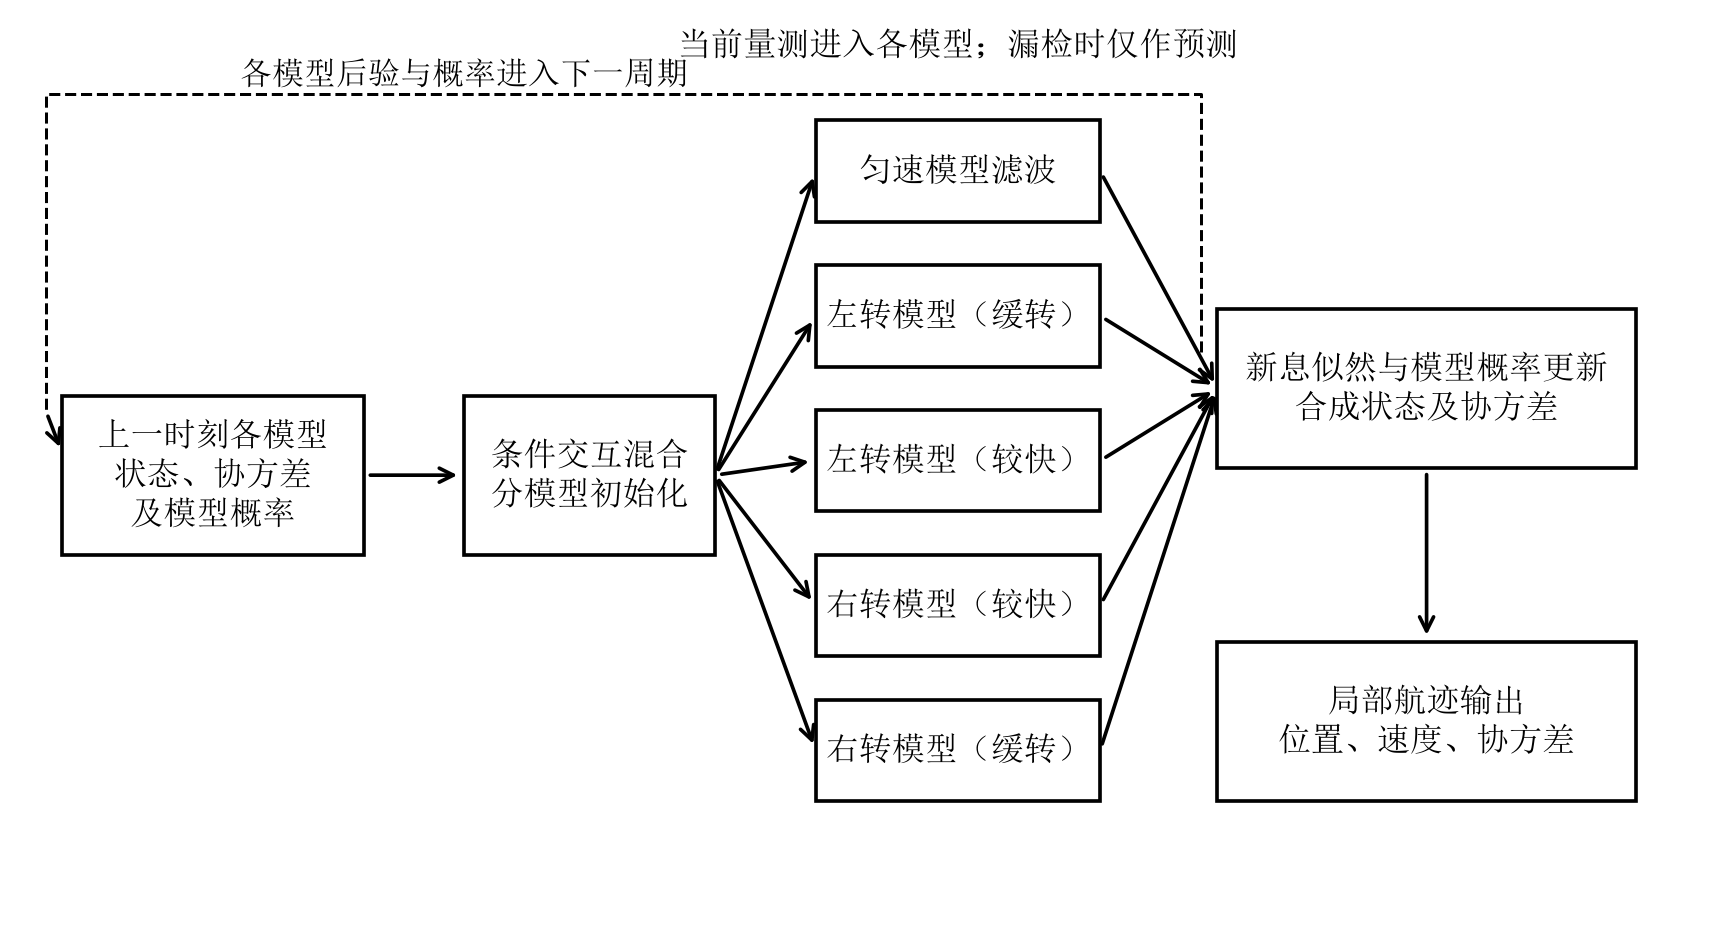 当前量测进入各模型；漏检时仅作预测
各模型后验与概率进入下一周期
上一时刻各模型
状态、协方差
及模型概率
条件交互混合
分模型初始化
匀速模型滤波
左转模型（缓转）
左转模型（较快）
右转模型（较快）
右转模型（缓转）
新息似然与模型概率更新
合成状态及协方差
局部航迹输出
位置、速度、协方差